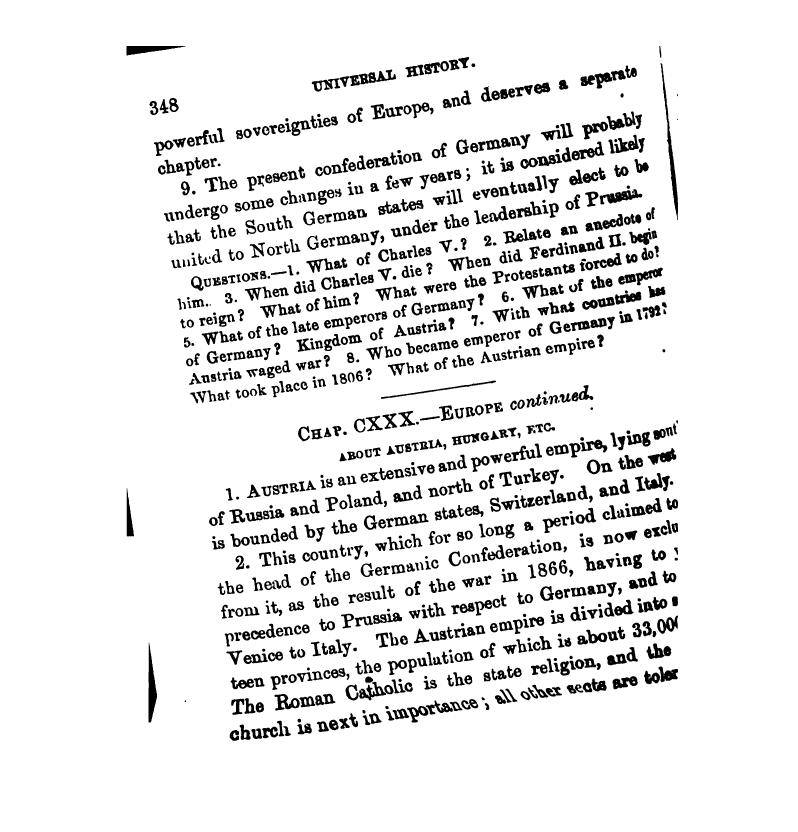 348
UNIVERSAL HISTORY.
powerful sovereignties of Europe, and deserves a separate
chapter.
9. The present confederation of Germany will probably
undergo some changes in a few years; it is considered likely
that the South German states will eventually elect to be
united to North Germany, under the leadership of Prussia.
QUESTIONS.—1. What of Charles V.? 2. Relate an anecdote of
him. 3. When did Charles V. die? When did Ferdinand II. begin
to reign? What of him? What were the Protestants forced to do?
5. What of the late emperors of Germany? 6. What of the emperor
of Germany? Kingdom of Austria? 7. With what countries has
Austria waged war? 8. Who became emperor of Germany in 1792?
What took place in 1806? What of the Austrian empire?
CHAP. CXXX.—EUROPE continued.
ABOUT AUSTRIA, HUNGARY, ETC.
1. AUSTRIA is an extensive and powerful empire, lying sout
of Russia and Poland, and north of Turkey. On the west
is bounded by the German states, Switzerland, and Italy.
2. This country, which for so long a period claimed to
the head of the Germanic Confederation, is now exclu
from it, as the result of the war in 1866, having to y
precedence to Prussia with respect to Germany, and to
Venice to Italy. The Austrian empire is divided into
teen provinces, the population of which is about 33,000
The Roman Catholic is the state religion, and the
church is next in importance; all other sects are toler